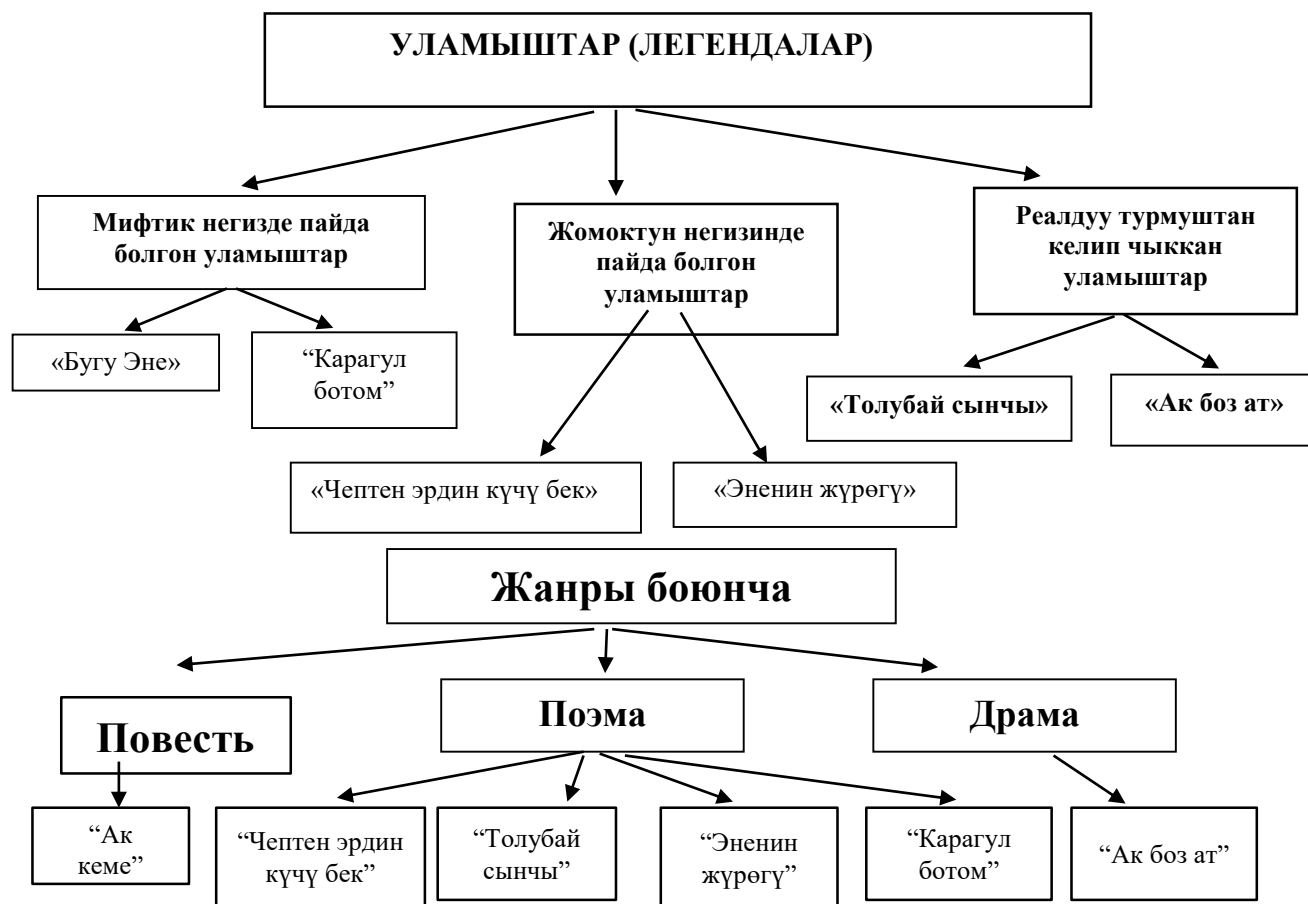 УЛАМЫШТАР (ЛЕГЕНДАЛАР)
Мифтик негизде пайда
болгон уламыштар
Жомоктун негизинде
пайда болгон
уламыштар
Реалдуу турмуштан
келип чыккан
уламыштар
«Бугу Эне»
“Карагул
ботом”
«Толубай сынчы»
«Ак боз ат»
«Чептен эрдин күчү бек»
«Эненин жүрөгү»
Жанры боюнча
Повесть
Поэма
Драма
“Ак
кеме”
“Чептен эрдин
күчү бек”
“Толубай
сынчы”
“Эненин
жүрөгү”
“Карагул
ботом”
“Ак боз ат”